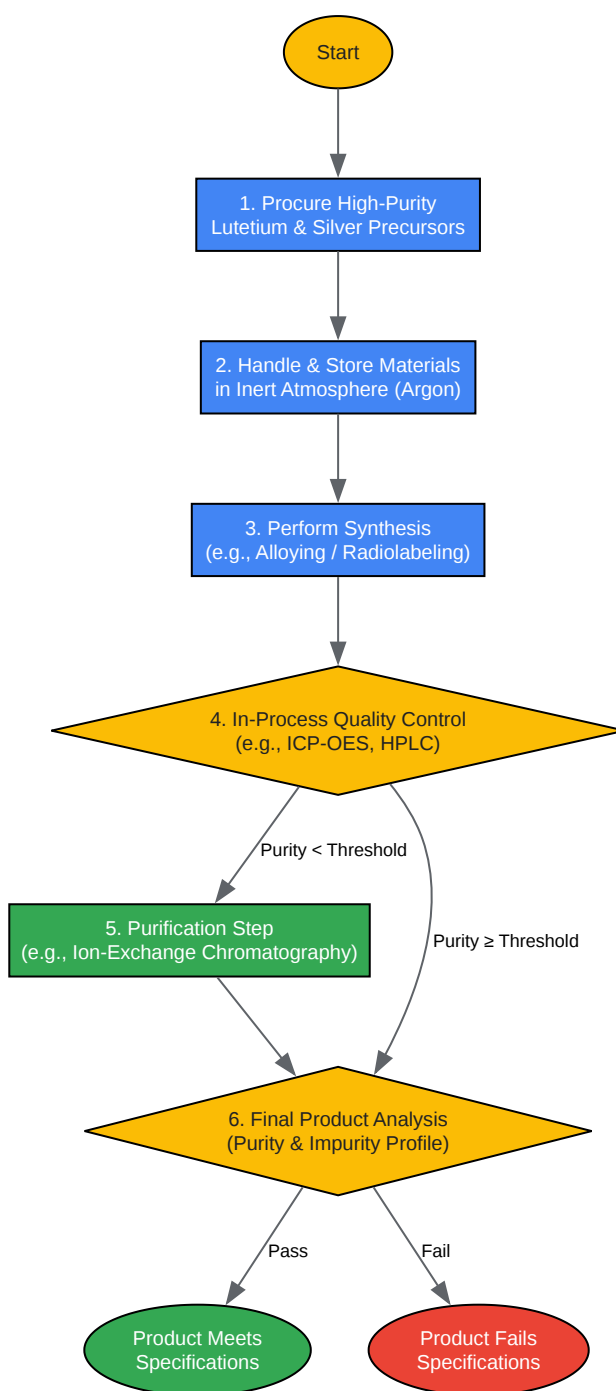 Start
1. Procure High-Purity
Lutetium & Silver Precursors
2. Handle & Store Materials
in Inert Atmosphere (Argon)
3. Perform Synthesis
(e.g., Alloying / Radiolabeling)
4. In-Process Quality Control
(e.g., ICP-OES, HPLC)
Purity < Threshold
5. Purification Step
(e.g., Ion-Exchange Chromatography)
Purity ≥ Threshold
6. Final Product Analysis
(Purity & Impurity Profile)
Pass
Fail
Product Meets
Specifications
Product Fails
Specifications